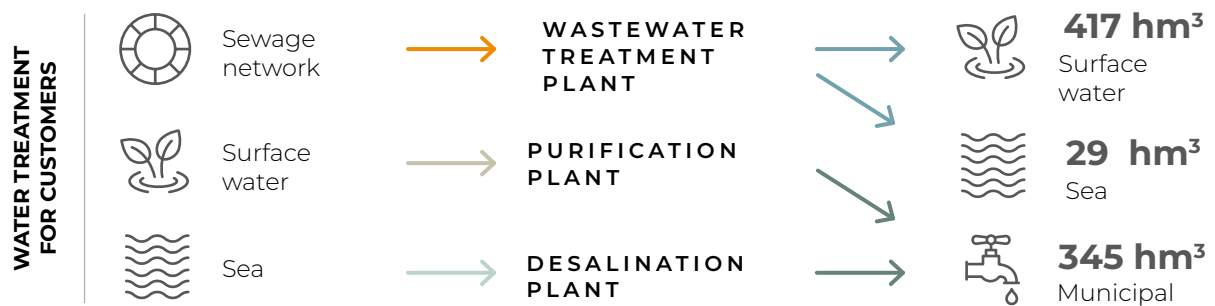 WATER TREATMENT
FOR CUSTOMERS
Sewage
network
WASTEWATER
TREATMENT
PLANT
417 hm³
Surface
water
Surface
water
PURIFICATION
PLANT
29 hm³
Sea
Sea
DESALINATION
PLANT
345 hm³
Municipal